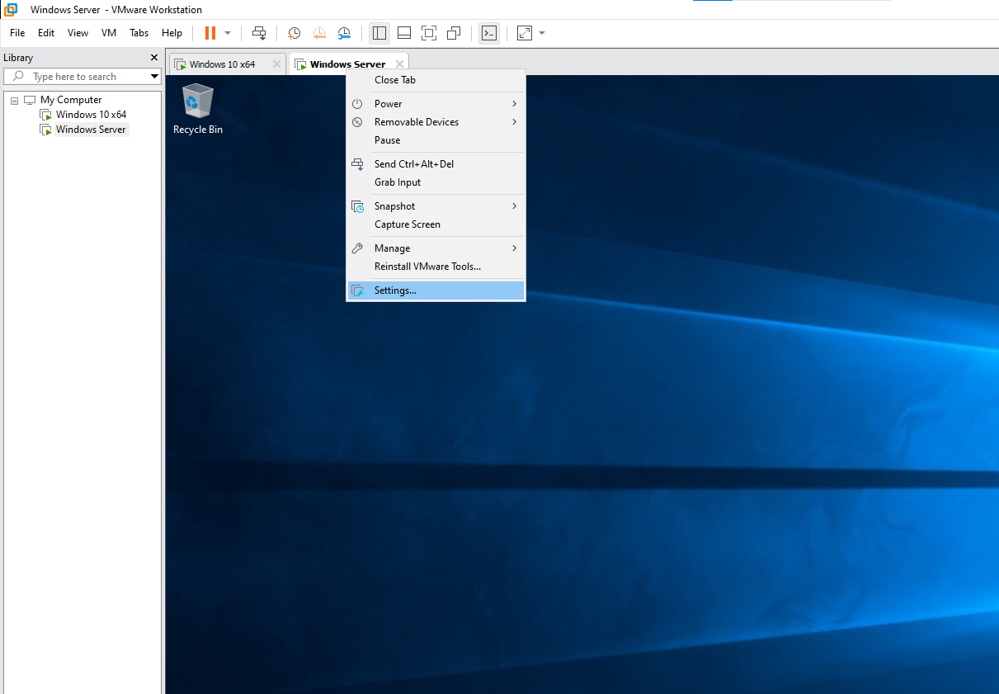 Windows Server - VMware Workstation
File Edit View VM Tabs Help
Library
Type here to search
My Computer
Windows 10 x64
Windows Server
Windows 10 x64
Windows Server
Recycle Bin
Close Tab
Power
Removable Devices
Pause
Send Ctrl+Alt+Del
Grab Input
Snapshot
Capture Screen
Manage
Reinstall VMware Tools...
Settings...